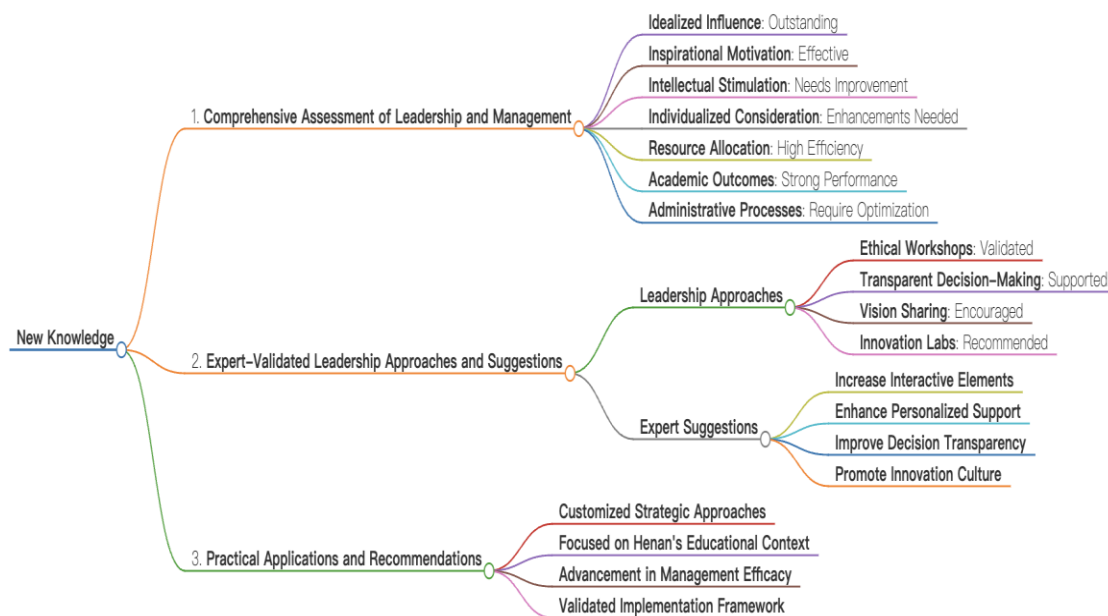 New Knowledge
1. Comprehensive Assessment of Leadership and Management
Idealized Influence: Outstanding
Inspirational Motivation: Effective
Intellectual Stimulation: Needs Improvement
Individualized Consideration: Enhancements Needed
Resource Allocation: High Efficiency
Academic Outcomes: Strong Performance
Administrative Processes: Require Optimization
2. Expert-Validated Leadership Approaches and Suggestions
Leadership Approaches
Ethical Workshops: Validated
Transparent Decision-Making: Supported
Vision Sharing: Encouraged
Innovation Labs: Recommended
Expert Suggestions
Increase Interactive Elements
Enhance Personalized Support
Improve Decision Transparency
Promote Innovation Culture
3. Practical Applications and Recommendations
Customized Strategic Approaches
Focused on Henan's Educational Context
Advancement in Management Efficacy
Validated Implementation Framework